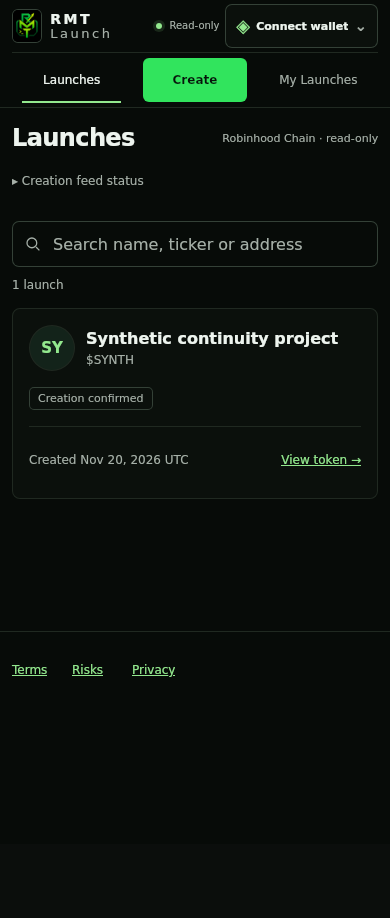 RMT
Launch
Read-only
Connect wallet
Launches
Create
My Launches
Launches
Robinhood Chain · read-only
▸ Creation feed status
Search name, ticker or address
1 launch
SY
Synthetic continuity project
$SYNTH
Creation confirmed
Created Nov 20, 2026 UTC
View token →
Terms
Risks
Privacy